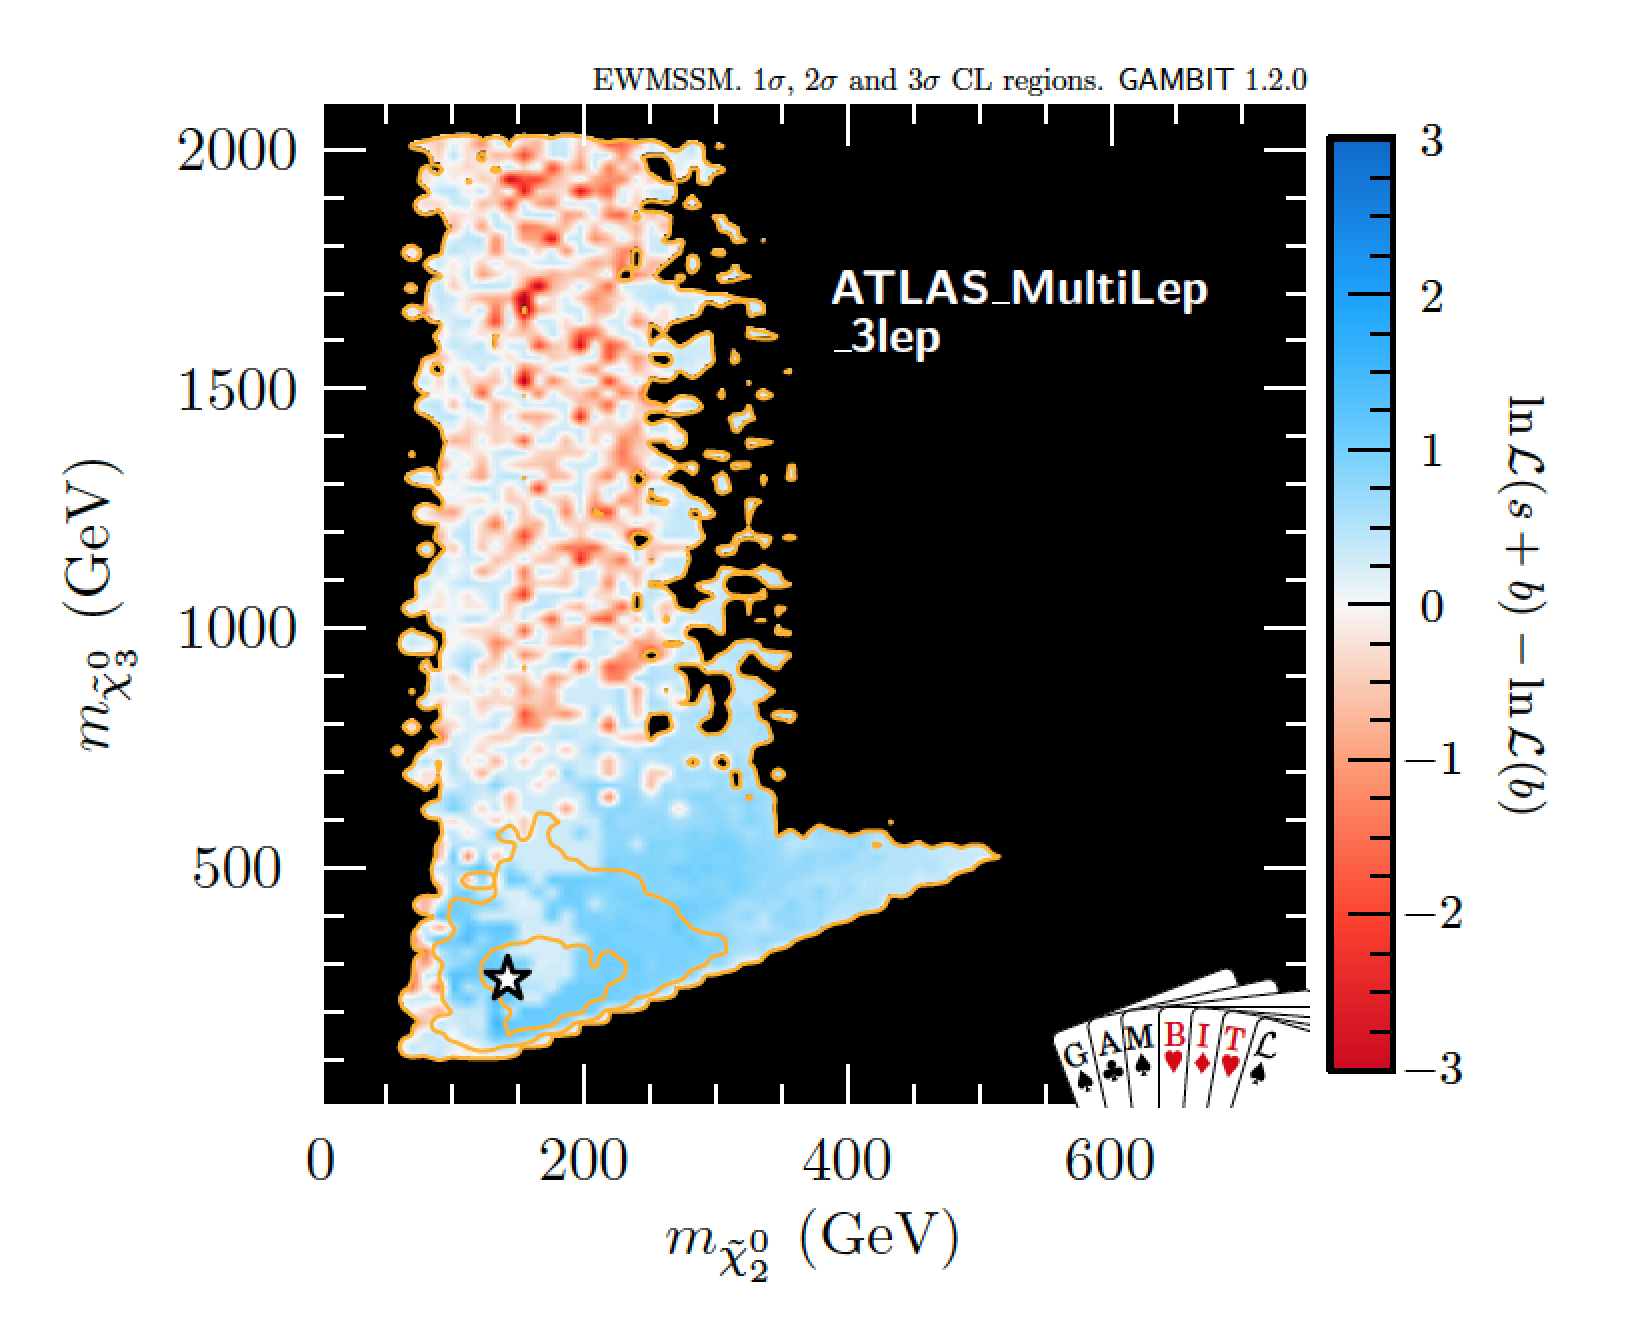 EWMSSM. 1σ, 2σ and 3σ CL regions. GAMBIT 1.2.0
2000
1500
1000
500
m_{χ̃⁰₃} (GeV)
ATLAS_MultiLep
_3lep
0
200
400
600
m_{χ̃⁰₂} (GeV)
3
2
1
0
−1
−2
−3
ln ℒ(s + b) − ln ℒ(b)
G A M B I T ℒ